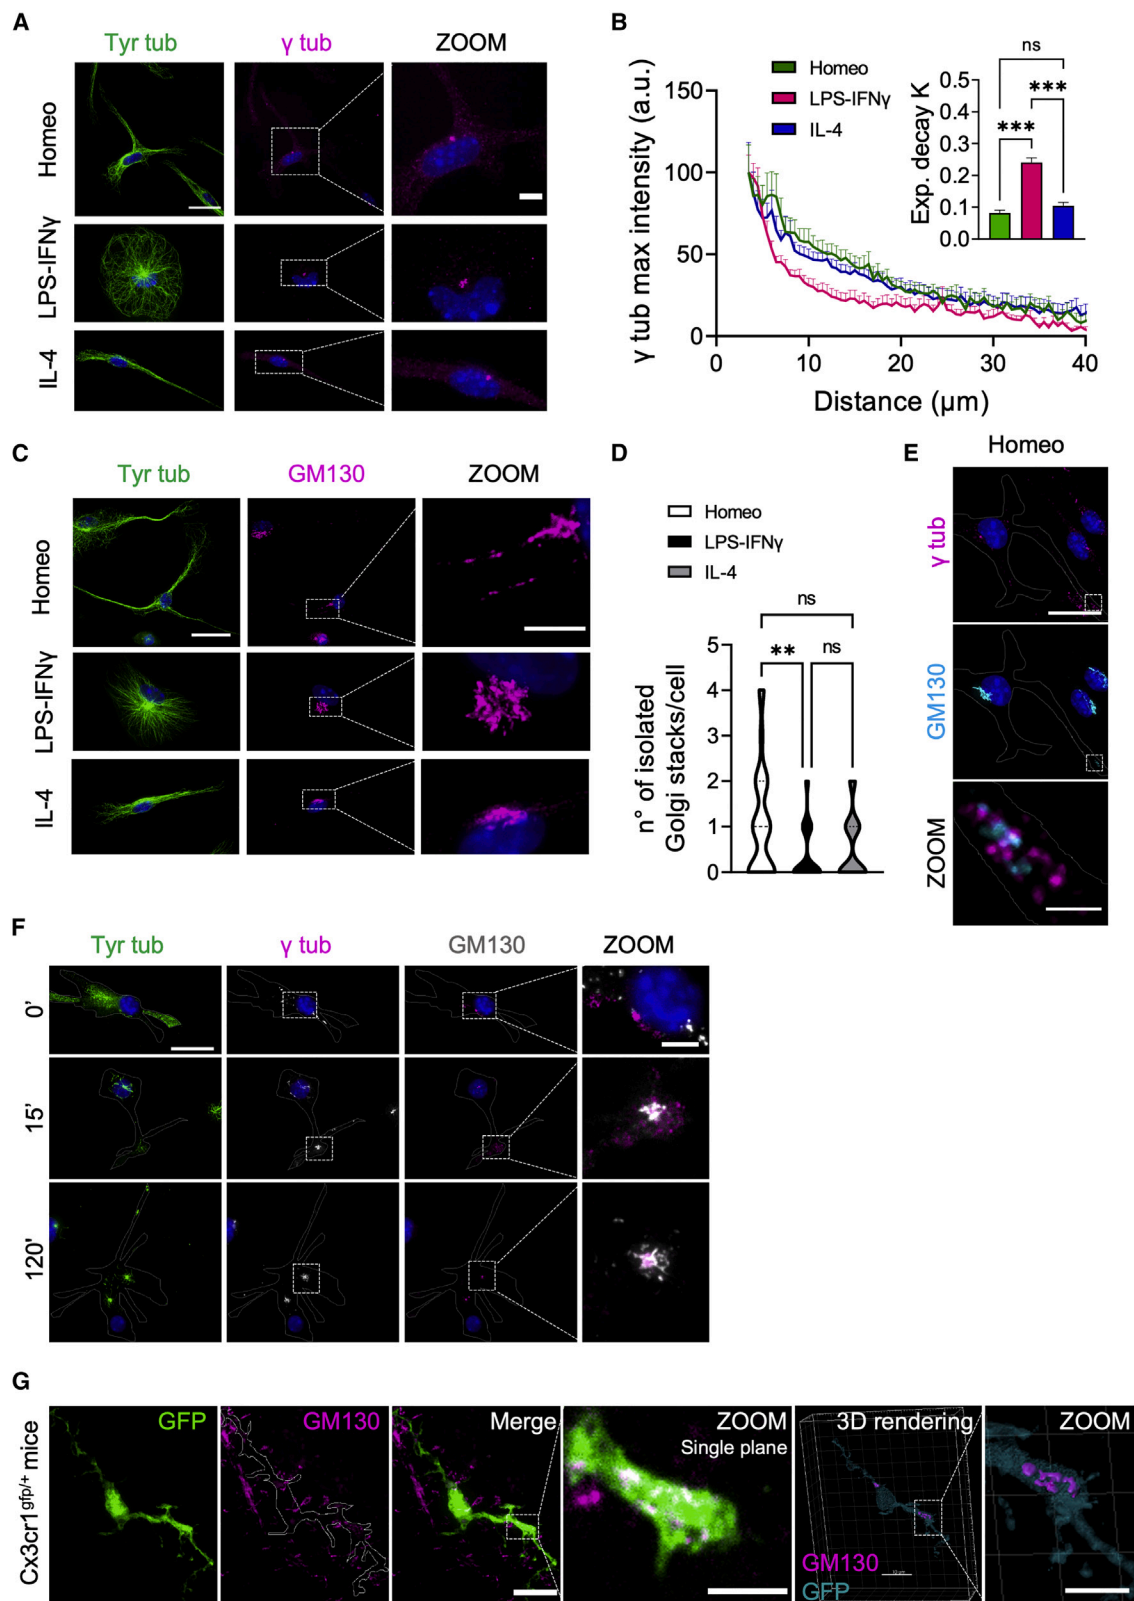 A
Tyr tub
γ tub
ZOOM
Homeo
LPS-IFNγ
IL-4
B
Homeo
LPS-IFNγ
IL-4
γ tub max intensity (a.u.)
150
100
50
0
0
10
20
30
40
Distance (μm)
ns
***
***
Exp. decay K
0.5
0.4
0.3
0.2
0.1
0.0
C
Tyr tub
GM130
ZOOM
Homeo
LPS-IFNγ
IL-4
D
Homeo
LPS-IFNγ
IL-4
ns
**
ns
n° of isolated
Golgi stacks/cell
5
4
3
2
1
0
E
Homeo
γ tub
GM130
ZOOM
F
Tyr tub
γ tub
GM130
ZOOM
0'
15'
120'
G
Cx3cr1gfp/+ mice
GFP
GM130
Merge
ZOOM
Single plane
3D rendering
GM130
GFP
ZOOM